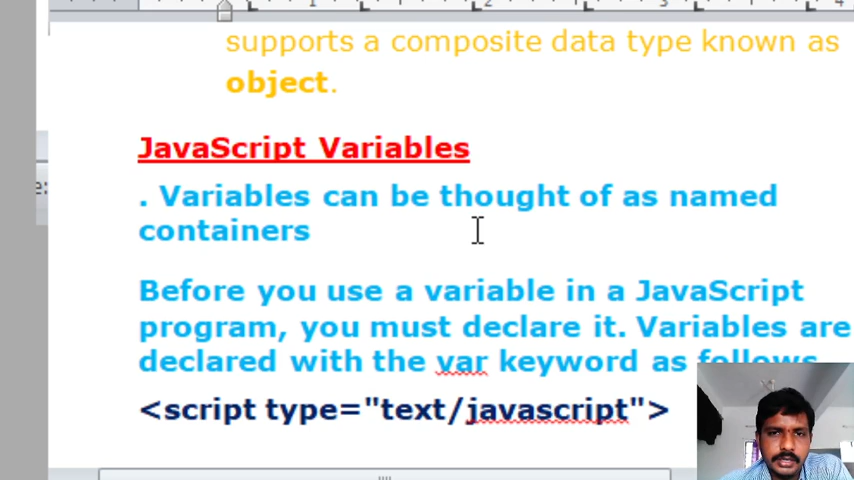 supports a composite data type known as
object.
JavaScript Variables
. Variables can be thought of as named
containers
Before you use a variable in a JavaScript
program, you must declare it. Variables are
declared with the var keyword as follows
<script type="text/javascript">